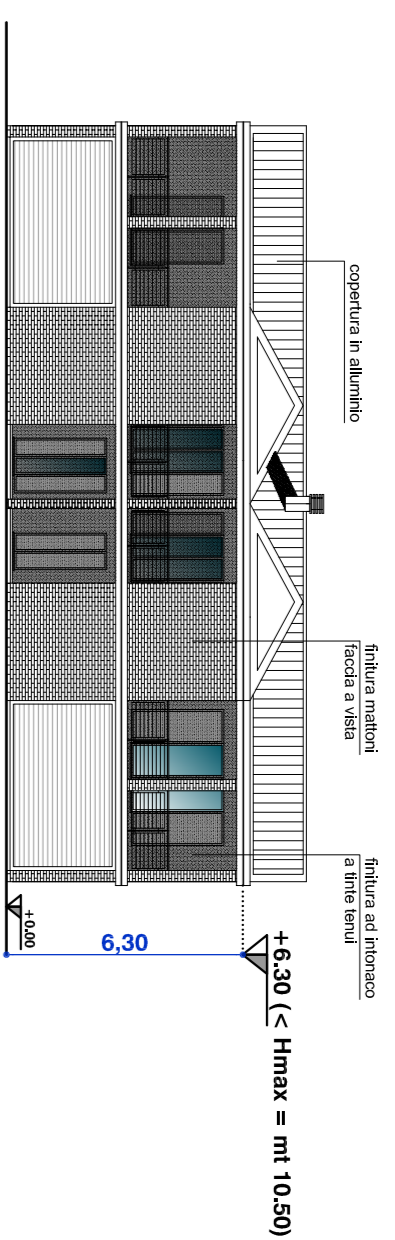 copertura in alluminio
finitura mattoni
faccia a vista
finitura ad intonaco
a tinte tenui
+6.30 (< Hmax = mt 10.50)
6,30
+0.00